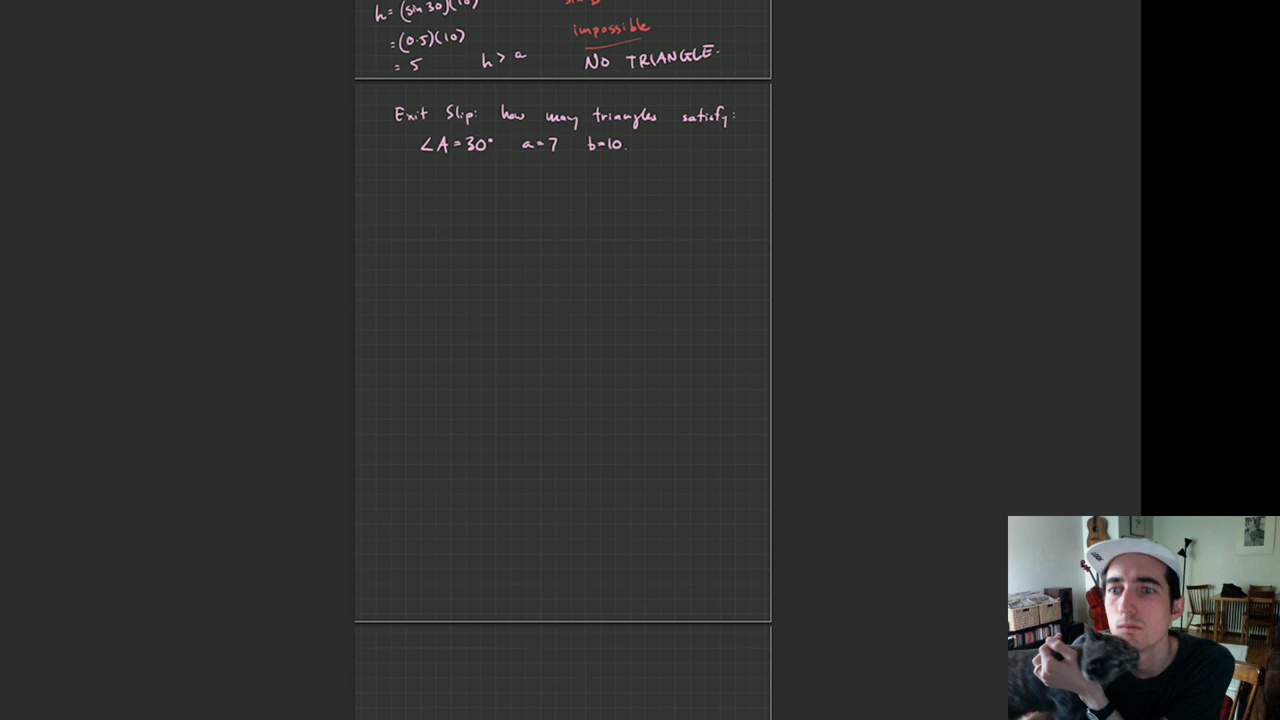 h = (sin 30)(10)
= (0.5)(10)
= 5
h > a
impossible
NO TRIANGLE.
Exit Slip: how many triangles satisfy:
∠A = 30° a = 7 b = 10.